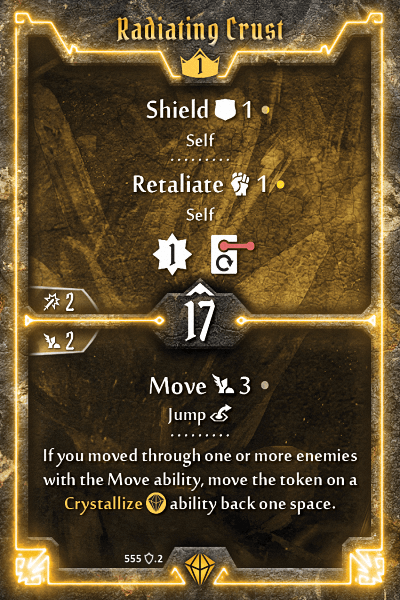 Radiating Crust
1
Shield 1
Self
Retaliate 1
Self
1
2
17
2
Move 3
Jump
If you moved through one or more enemies
with the Move ability, move the token on a
Crystallize ability back one space.
555 .2